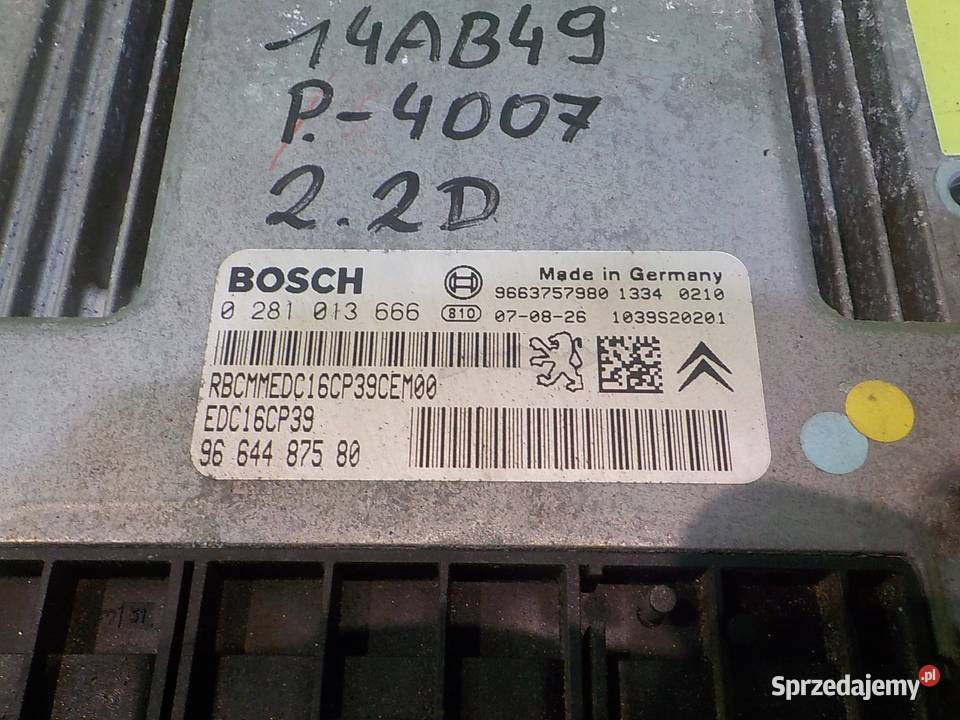 14AB49
P.-4007
2.2D
BOSCH
Made in Germany
9663757980 1334 0210
0 281 013 666
810 07-08-26 1039S20201
RBCMMEDC16CP39CEM00
EDC16CP39
96 644 875 80
Sprzedajemy.pl